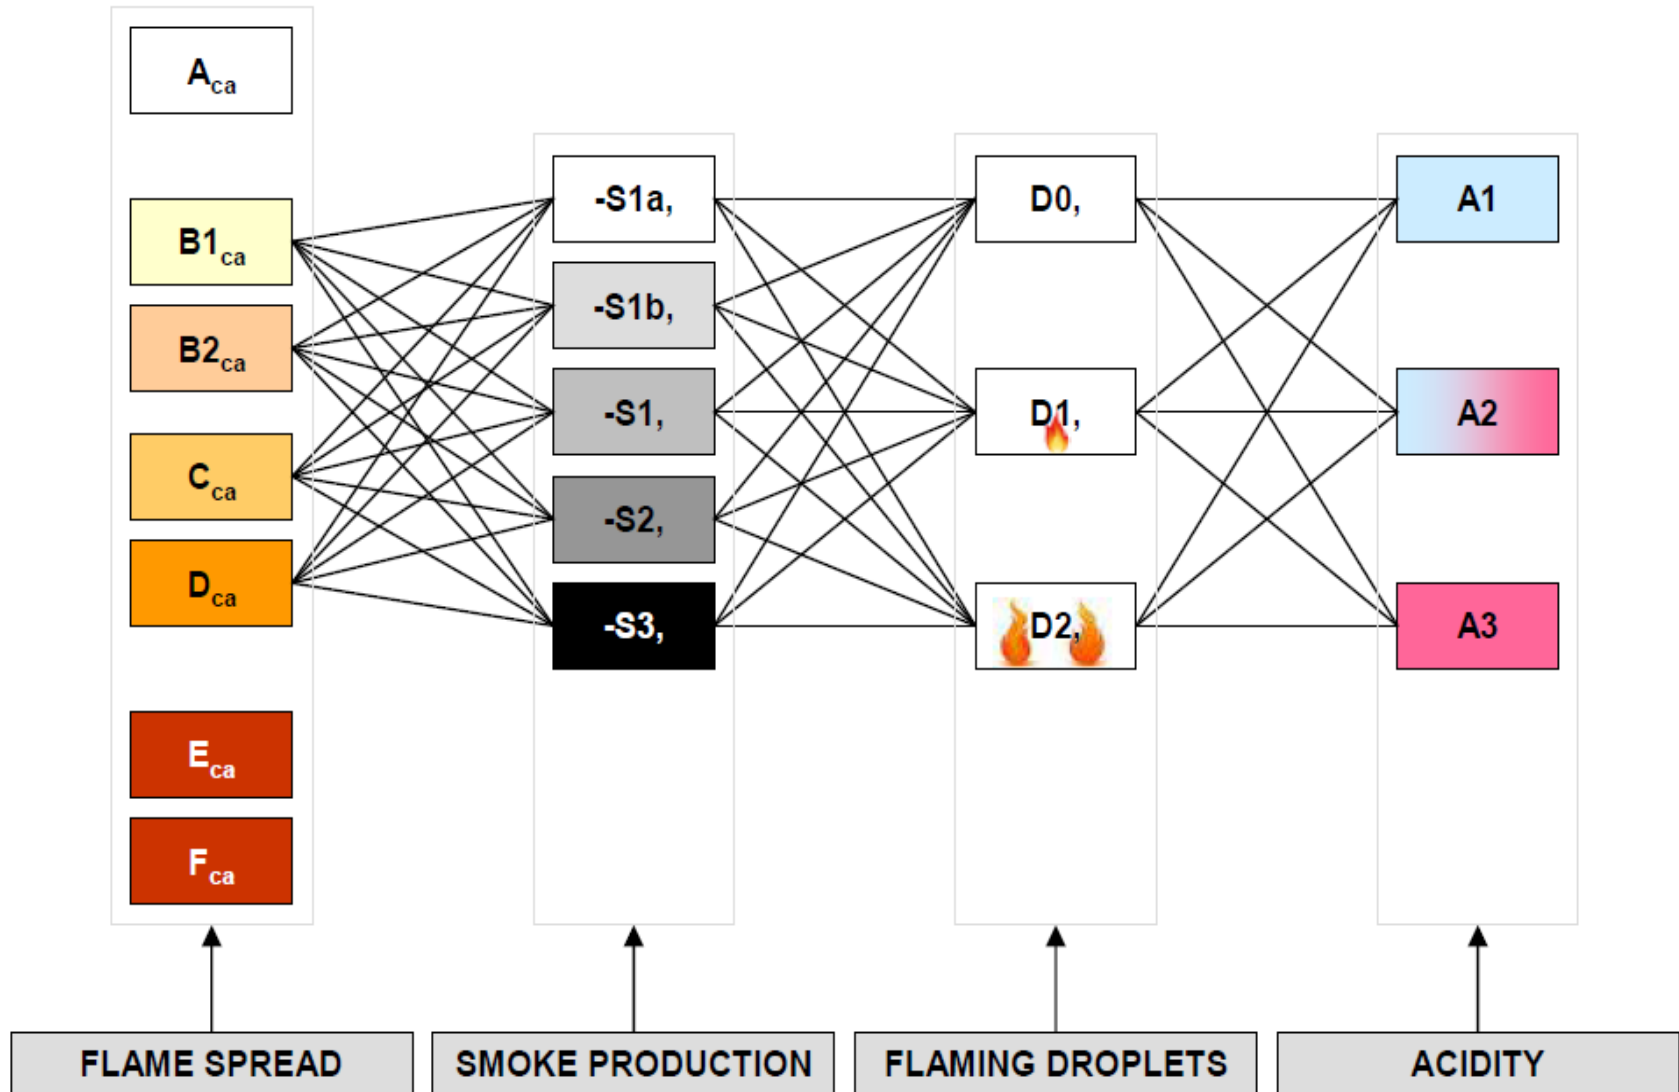 Aca
B1ca
B2ca
Cca
Dca
Eca
Fca
-S1a,
-S1b,
-S1,
-S2,
-S3,
D0,
D1,
D2,
A1
A2
A3
FLAME SPREAD
SMOKE PRODUCTION
FLAMING DROPLETS
ACIDITY